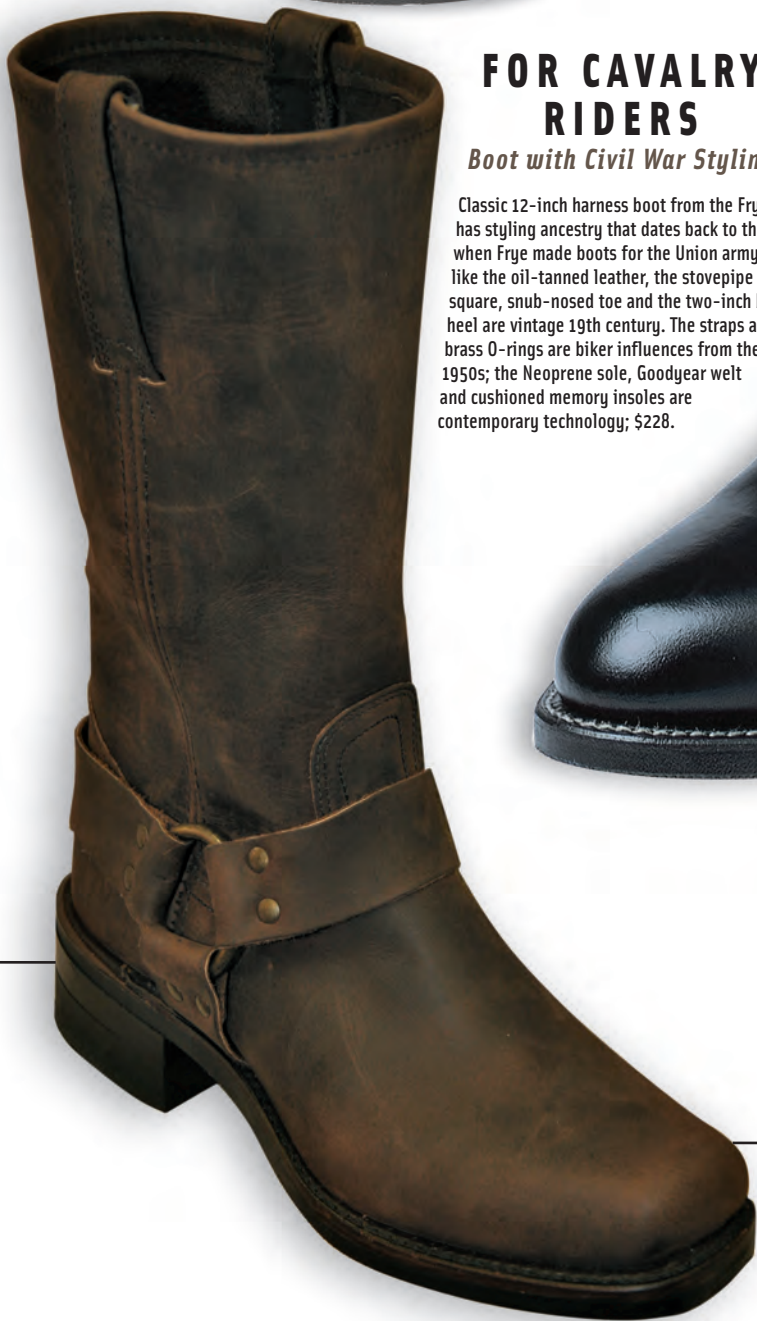 FOR CAVALRY
RIDERS
Boot with Civil War Stylin
Classic 12-inch harness boot from the Fry
has styling ancestry that dates back to th
when Frye made boots for the Union army
like the oil-tanned leather, the stovepipe
square, snub-nosed toe and the two-inch
heel are vintage 19th century. The straps a
brass O-rings are biker influences from the
1950s; the Neoprene sole, Goodyear welt
and cushioned memory insoles are
contemporary technology; $228.